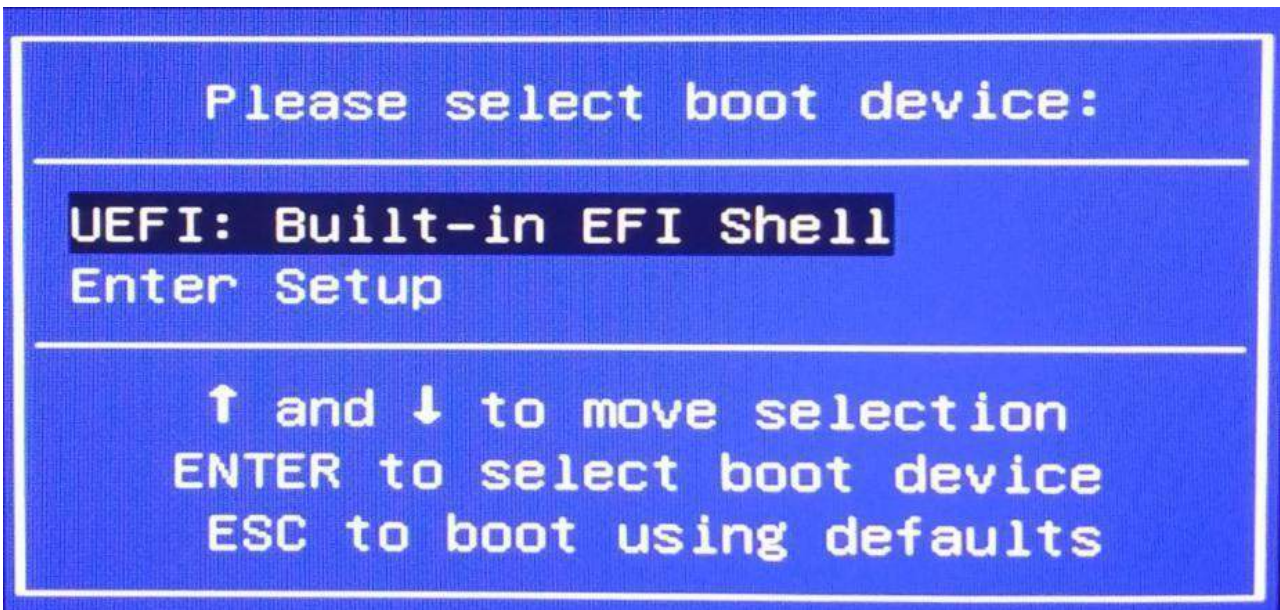 Please select boot device:
UEFI: Built-in EFI Shell
Enter Setup
↑ and ↓ to move selection
ENTER to select boot device
ESC to boot using defaults